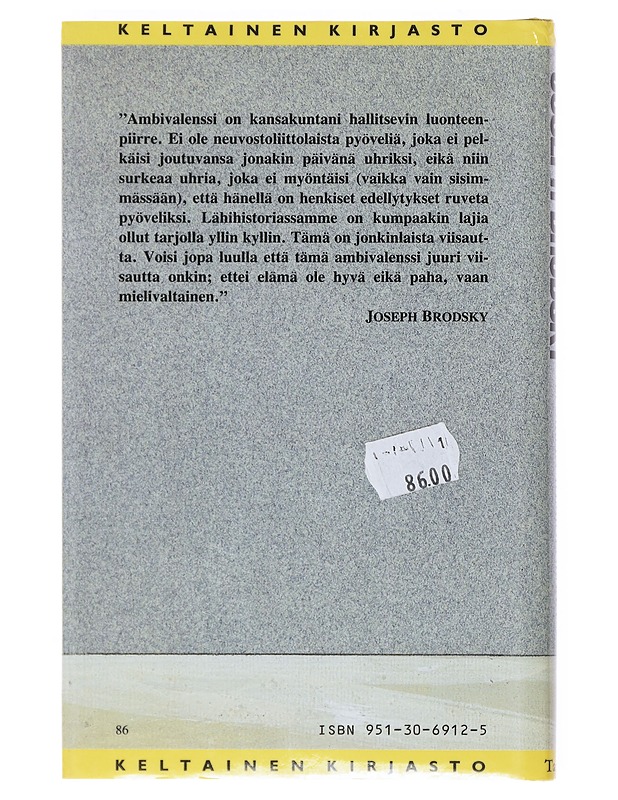 KELTAINEN KIRJASTO
”Ambivalenssi on kansakuntani hallitsevin luonteen-
piirre. Ei ole neuvostoliittolaista pyöveliä, joka ei pel-
käisi joutuvansa jonakin päivänä uhriksi, eikä niin
surkeaa uhria, joka ei myöntäisi (vaikka vain sisim-
mässään), että hänellä on henkiset edellytykset ruveta
pyöveliksi. Lähihistoriassamme on kumpaakin lajia
ollut tarjolla yllin kyllin. Tämä on jonkinlaista viisaut-
ta. Voisi jopa luulla että tämä ambivalenssi juuri vii-
sautta onkin; ettei elämä ole hyvä eikä paha, vaan
mielivaltainen.”
JOSEPH BRODSKY
86.00
86
ISBN 951-30-6912-5
KELTAINEN KIRJASTO